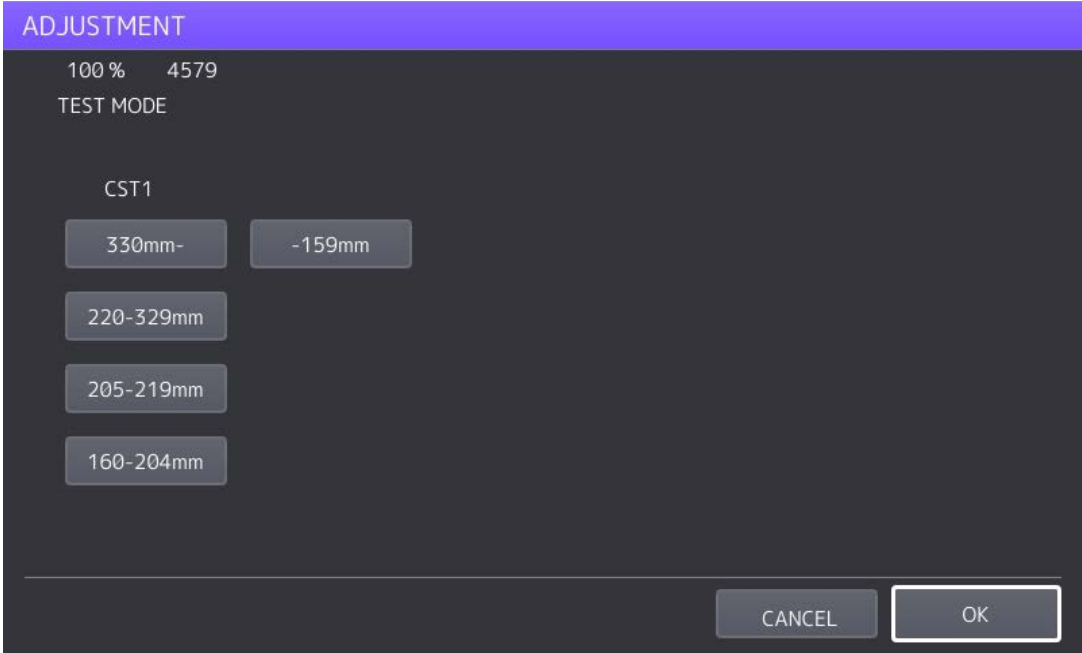 ADJUSTMENT
100 % 4579
TEST MODE
CST1
330mm- -159mm
220-329mm
205-219mm
160-204mm
CANCEL OK